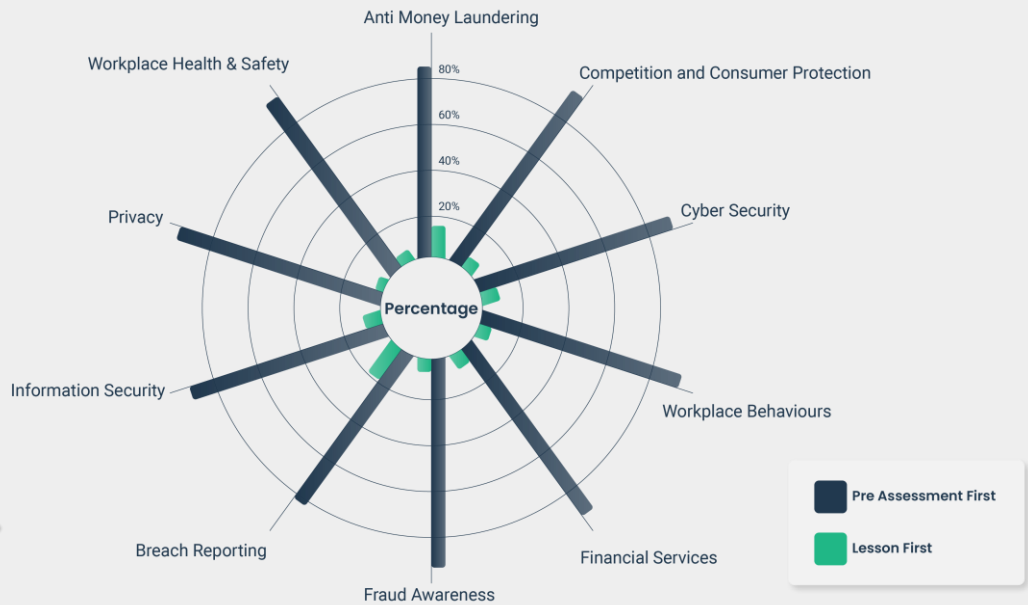 Anti Money Laundering
Workplace Health & Safety
Competition and Consumer Protection
80%
60%
40%
20%
Privacy
Cyber Security
Percentage
Information Security
Workplace Behaviours
Breach Reporting
Financial Services
Fraud Awareness
Pre Assessment First
Lesson First